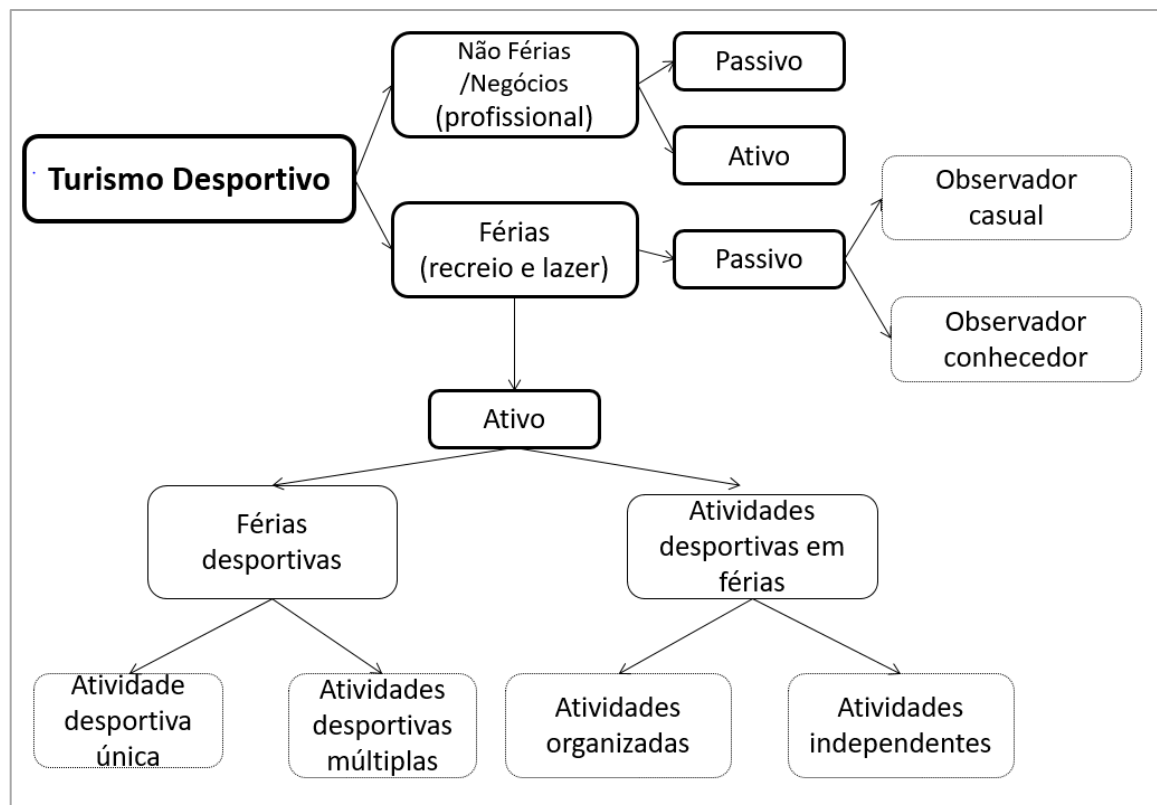 Não Férias
/Negócios
(profissional)
Passivo
Ativo
Turismo Desportivo
Observador
casual
Férias
(recreio e lazer)
Passivo
Observador
conhecedor
Ativo
Férias
desportivas
Atividades
desportivas em
férias
Atividade
desportiva
única
Atividades
desportivas
múltiplas
Atividades
organizadas
Atividades
independentes